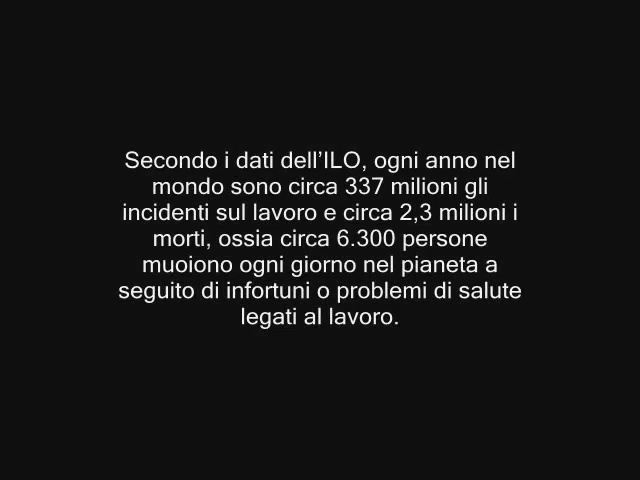 Secondo i dati dell’ILO, ogni anno nel
mondo sono circa 337 milioni gli
incidenti sul lavoro e circa 2,3 milioni i
morti, ossia circa 6.300 persone
muoiono ogni giorno nel pianeta a
seguito di infortuni o problemi di salute
legati al lavoro.